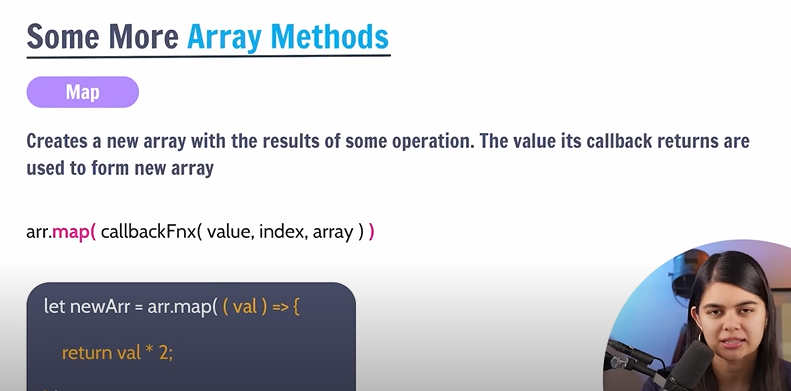 Some More Array Methods
Map
Creates a new array with the results of some operation. The value its callback returns are
used to form new array
arr.map( callbackFnx( value, index, array ) )
let newArr = arr.map( ( val ) => {
return val * 2;